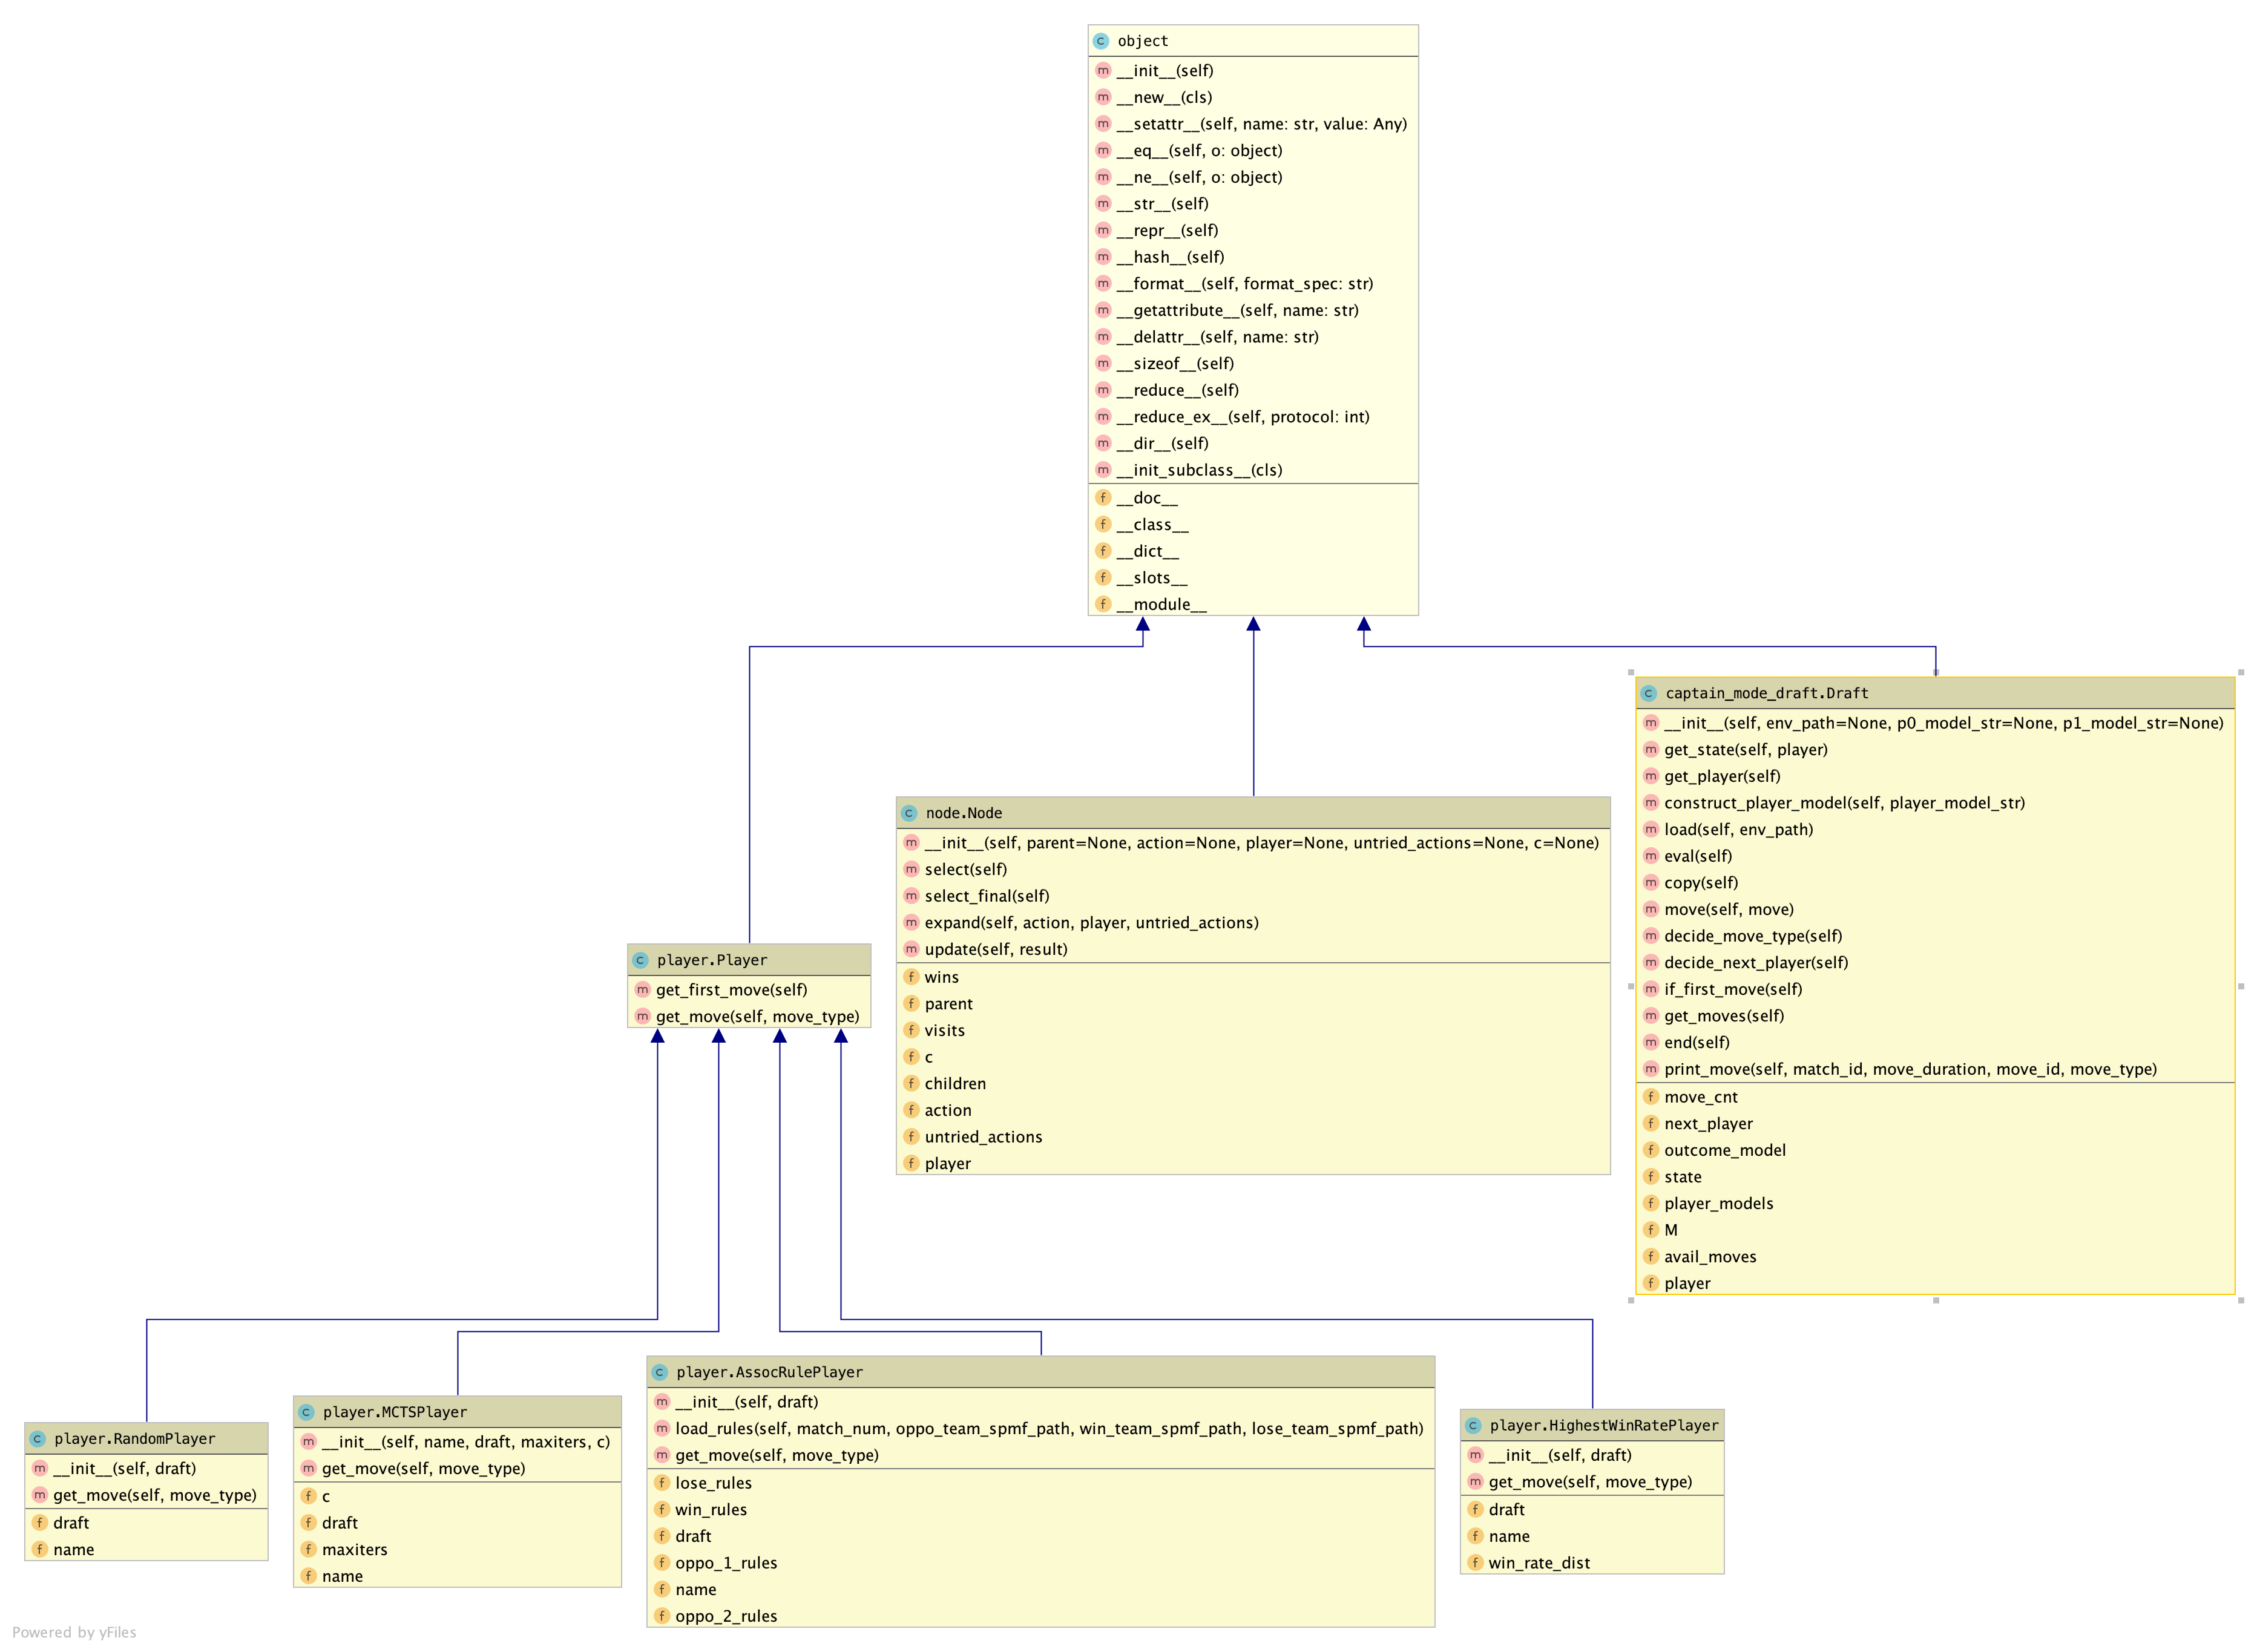 object
__init__(self)
__new__(cls)
__setattr__(self, name: str, value: Any)
__eq__(self, o: object)
__ne__(self, o: object)
__str__(self)
__repr__(self)
__hash__(self)
__format__(self, format_spec: str)
__getattribute__(self, name: str)
__delattr__(self, name: str)
__sizeof__(self)
__reduce__(self)
__reduce_ex__(self, protocol: int)
__dir__(self)
__init_subclass__(cls)
__doc__
__class__
__dict__
__slots__
__module__
captain_mode_draft.Draft
__init__(self, env_path=None, p0_model_str=None, p1_model_str=None)
get_state(self, player)
get_player(self)
construct_player_model(self, player_model_str)
load(self, env_path)
eval(self)
copy(self)
move(self, move)
decide_move_type(self)
decide_next_player(self)
if_first_move(self)
get_moves(self)
end(self)
print_move(self, match_id, move_duration, move_id, move_type)
move_cnt
next_player
outcome_model
state
player_models
M
avail_moves
player
node.Node
__init__(self, parent=None, action=None, player=None, untried_actions=None, c=None)
select(self)
select_final(self)
expand(self, action, player, untried_actions)
update(self, result)
wins
parent
visits
c
children
action
untried_actions
player
player.Player
get_first_move(self)
get_move(self, move_type)
player.RandomPlayer
__init__(self, draft)
get_move(self, move_type)
draft
name
player.MCTSPlayer
__init__(self, name, draft, maxiters, c)
get_move(self, move_type)
c
draft
maxiters
name
player.AssocRulePlayer
__init__(self, draft)
load_rules(self, match_num, oppo_team_spmf_path, win_team_spmf_path, lose_team_spmf_path)
get_move(self, move_type)
lose_rules
win_rules
draft
oppo_1_rules
name
oppo_2_rules
player.HighestWinRatePlayer
__init__(self, draft)
get_move(self, move_type)
draft
name
win_rate_dist
Powered by yFiles